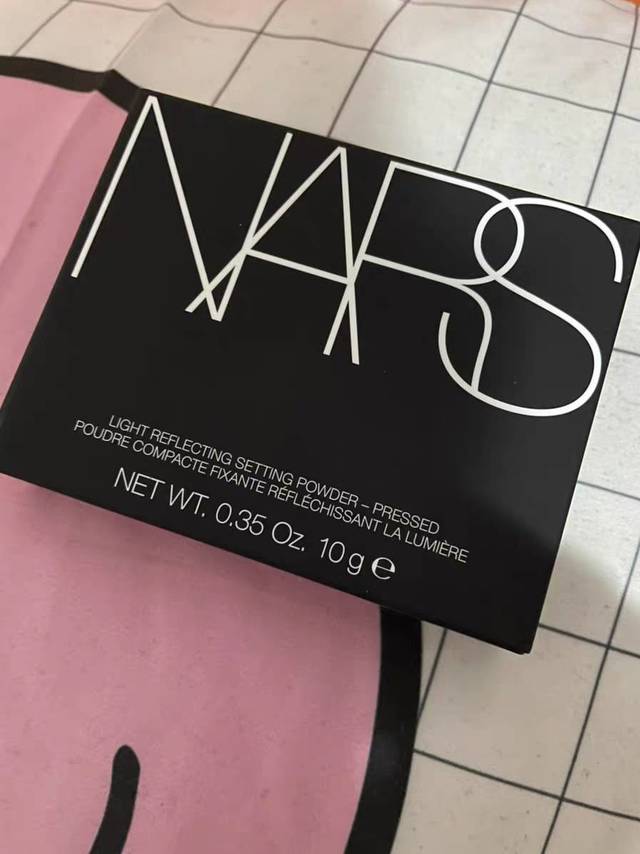 NARS
LIGHT REFLECTING SETTING POWDER – PRESSED
POUDRE COMPACTE FIXANTE RÉFLÉCHISSANT LA LUMIÈRE
NET WT. 0.35 Oz. 10 g ℮